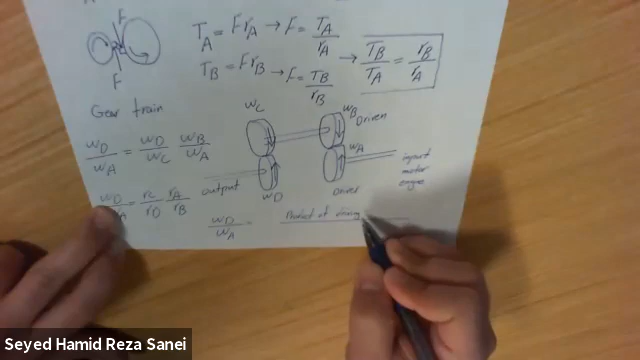 F
F
T_A = F r_A → F = T_A / r_A
T_B = F r_B → F = T_B / r_B → T_B / T_A = r_B / r_A
Gear train
ω_C
ω_B
Driven
ω_D / ω_A = ω_D / ω_C ω_B / ω_A
ω_A
input
motor
engine
output
ω_D
Driver
ω_D / ω_A = r_C / r_D r_A / r_B
ω_D / ω_A = Product of driving
Seyed Hamid Reza Sanei